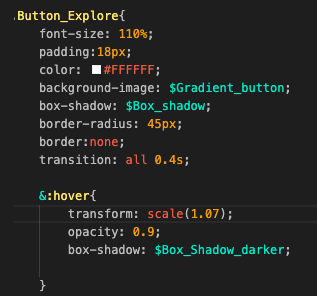 .Button_Explore{
font-size: 110%;
padding:18px;
color: #FFFFFF;
background-image: $Gradient_button;
box-shadow: $Box_shadow;
border-radius: 45px;
border:none;
transition: all 0.4s;
&:hover{
transform: scale(1.07);
opacity: 0.9;
box-shadow: $Box_Shadow_darker;
}